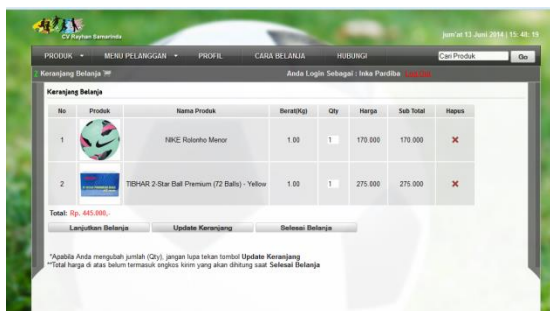 CV Rayhan Samarinda
Jum'at 13 Juni 2014 | 15: 48: 19
PRODUK MENU PELANGGAN PROFIL CARA BELANJA HUBUNGI Cari Produk Go
Keranjang Belanja Anda Login Sebagai : Inka Pardiba
Keranjang Belanja
No Produk Nama Produk Berat(Kg) Qty Harga Sub Total Hapus
1 NIKE Rolonho Menor 1.00 1 170.000 170.000
2 TIBHAR 2-Star Ball Premium (72 Balls) - Yellow 1.00 1 275.000 275.000
Total: Rp. 445.000,-
Lanjutkan Belanja Update Keranjang Selesai Belanja
*Apabila Anda mengubah jumlah (Qty), jangan lupa tekan tombol Update Keranjang
**Total harga di atas belum termasuk ongkos kirim yang akan dihitung saat Selesai Belanja